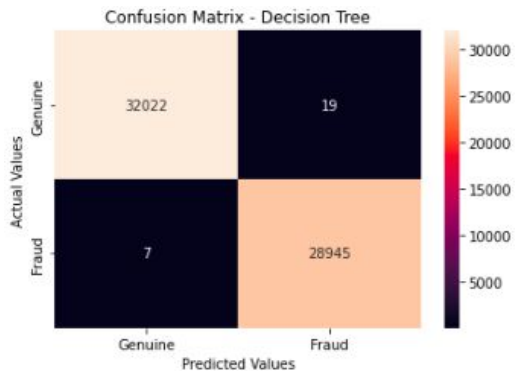 Confusion Matrix - Decision Tree
Actual Values
Genuine
32022
19
Fraud
7
28945
Genuine
Fraud
Predicted Values
30000
25000
20000
15000
10000
5000